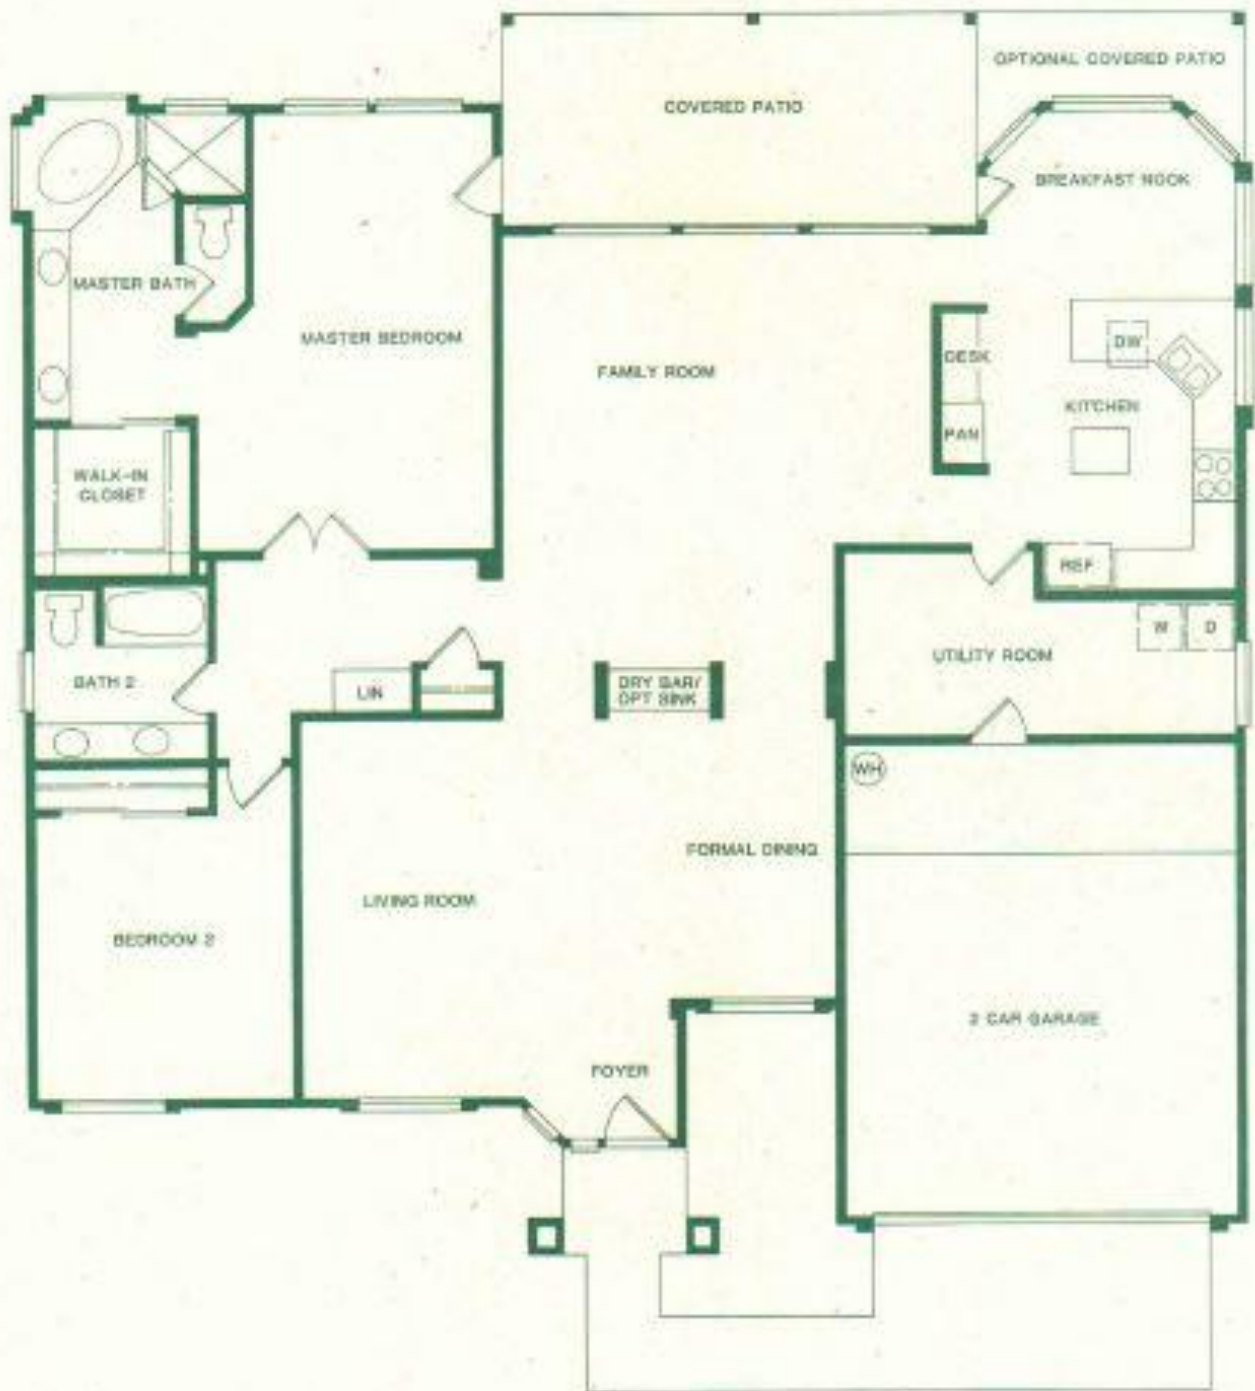 OPTIONAL COVERED PATIO
COVERED PATIO
BREAKFAST NOOK
MASTER BATH
MASTER BEDROOM
DW
DESK
FAMILY ROOM
KITCHEN
PAN
WALK-IN
CLOSET
REF
W
D
UTILITY ROOM
BATH 2
LIN
DRY BAR/
OPT SINK
WH
FORMAL DINING
LIVING ROOM
BEDROOM 2
2 CAR GARAGE
FOYER